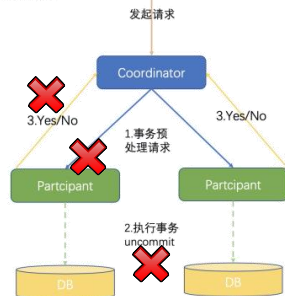 发起请求
Coordinator
3.Yes/No
3.Yes/No
1.事务预
处理请求
Partcipant
Partcipant
2.执行事务
uncommit
DB
DB